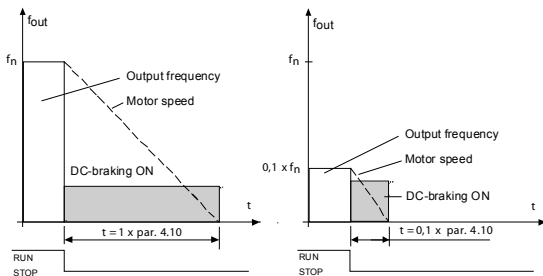 fout
fn
Output frequency
Motor speed
DC-braking ON
t
t = 1 x par. 4.10
RUN
STOP
fout
fn
Output frequency
Motor speed
0,1 x fn
DC-braking ON
t
t = 0,1 x par. 4.10
RUN
STOP